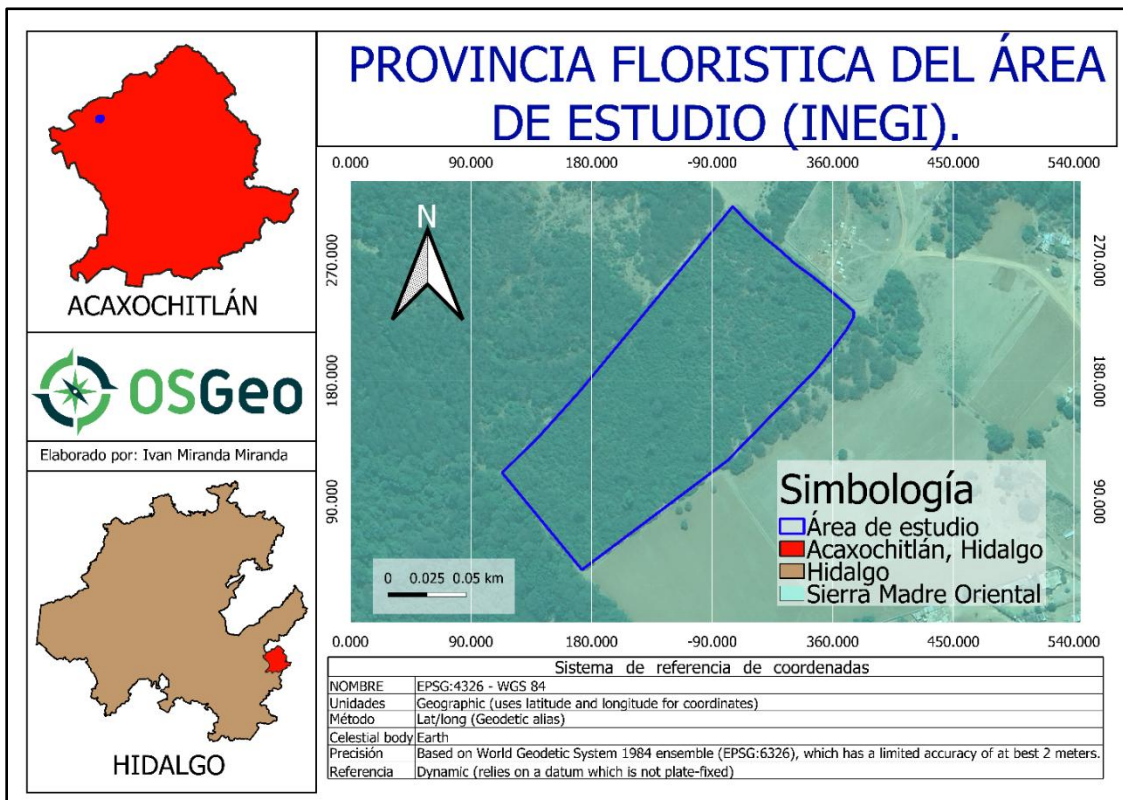 PROVINCIA FLORISTICA DEL ÁREA
DE ESTUDIO (INEGI).
ACAXOCHITLÁN
OSGeo
Elaborado por: Ivan Miranda Miranda
HIDALGO
0.000 90.000 180.000 -90.000 360.000 450.000 540.000
270.000
180.000
90.000
N
270.000
180.000
90.000
Simbología
Área de estudio
Acaxochitlán, Hidalgo
Hidalgo
Sierra Madre Oriental
0 0.025 0.05 km
0.000 90.000 180.000 -90.000 360.000 450.000 540.000
Sistema de referencia de coordenadas
NOMBRE EPSG:4326 - WGS 84
Unidades Geographic (uses latitude and longitude for coordinates)
Método Lat/long (Geodetic alias)
Celestial body Earth
Precisión Based on World Geodetic System 1984 ensemble (EPSG:6326), which has a limited accuracy of at best 2 meters.
Referencia Dynamic (relies on a datum which is not plate-fixed)